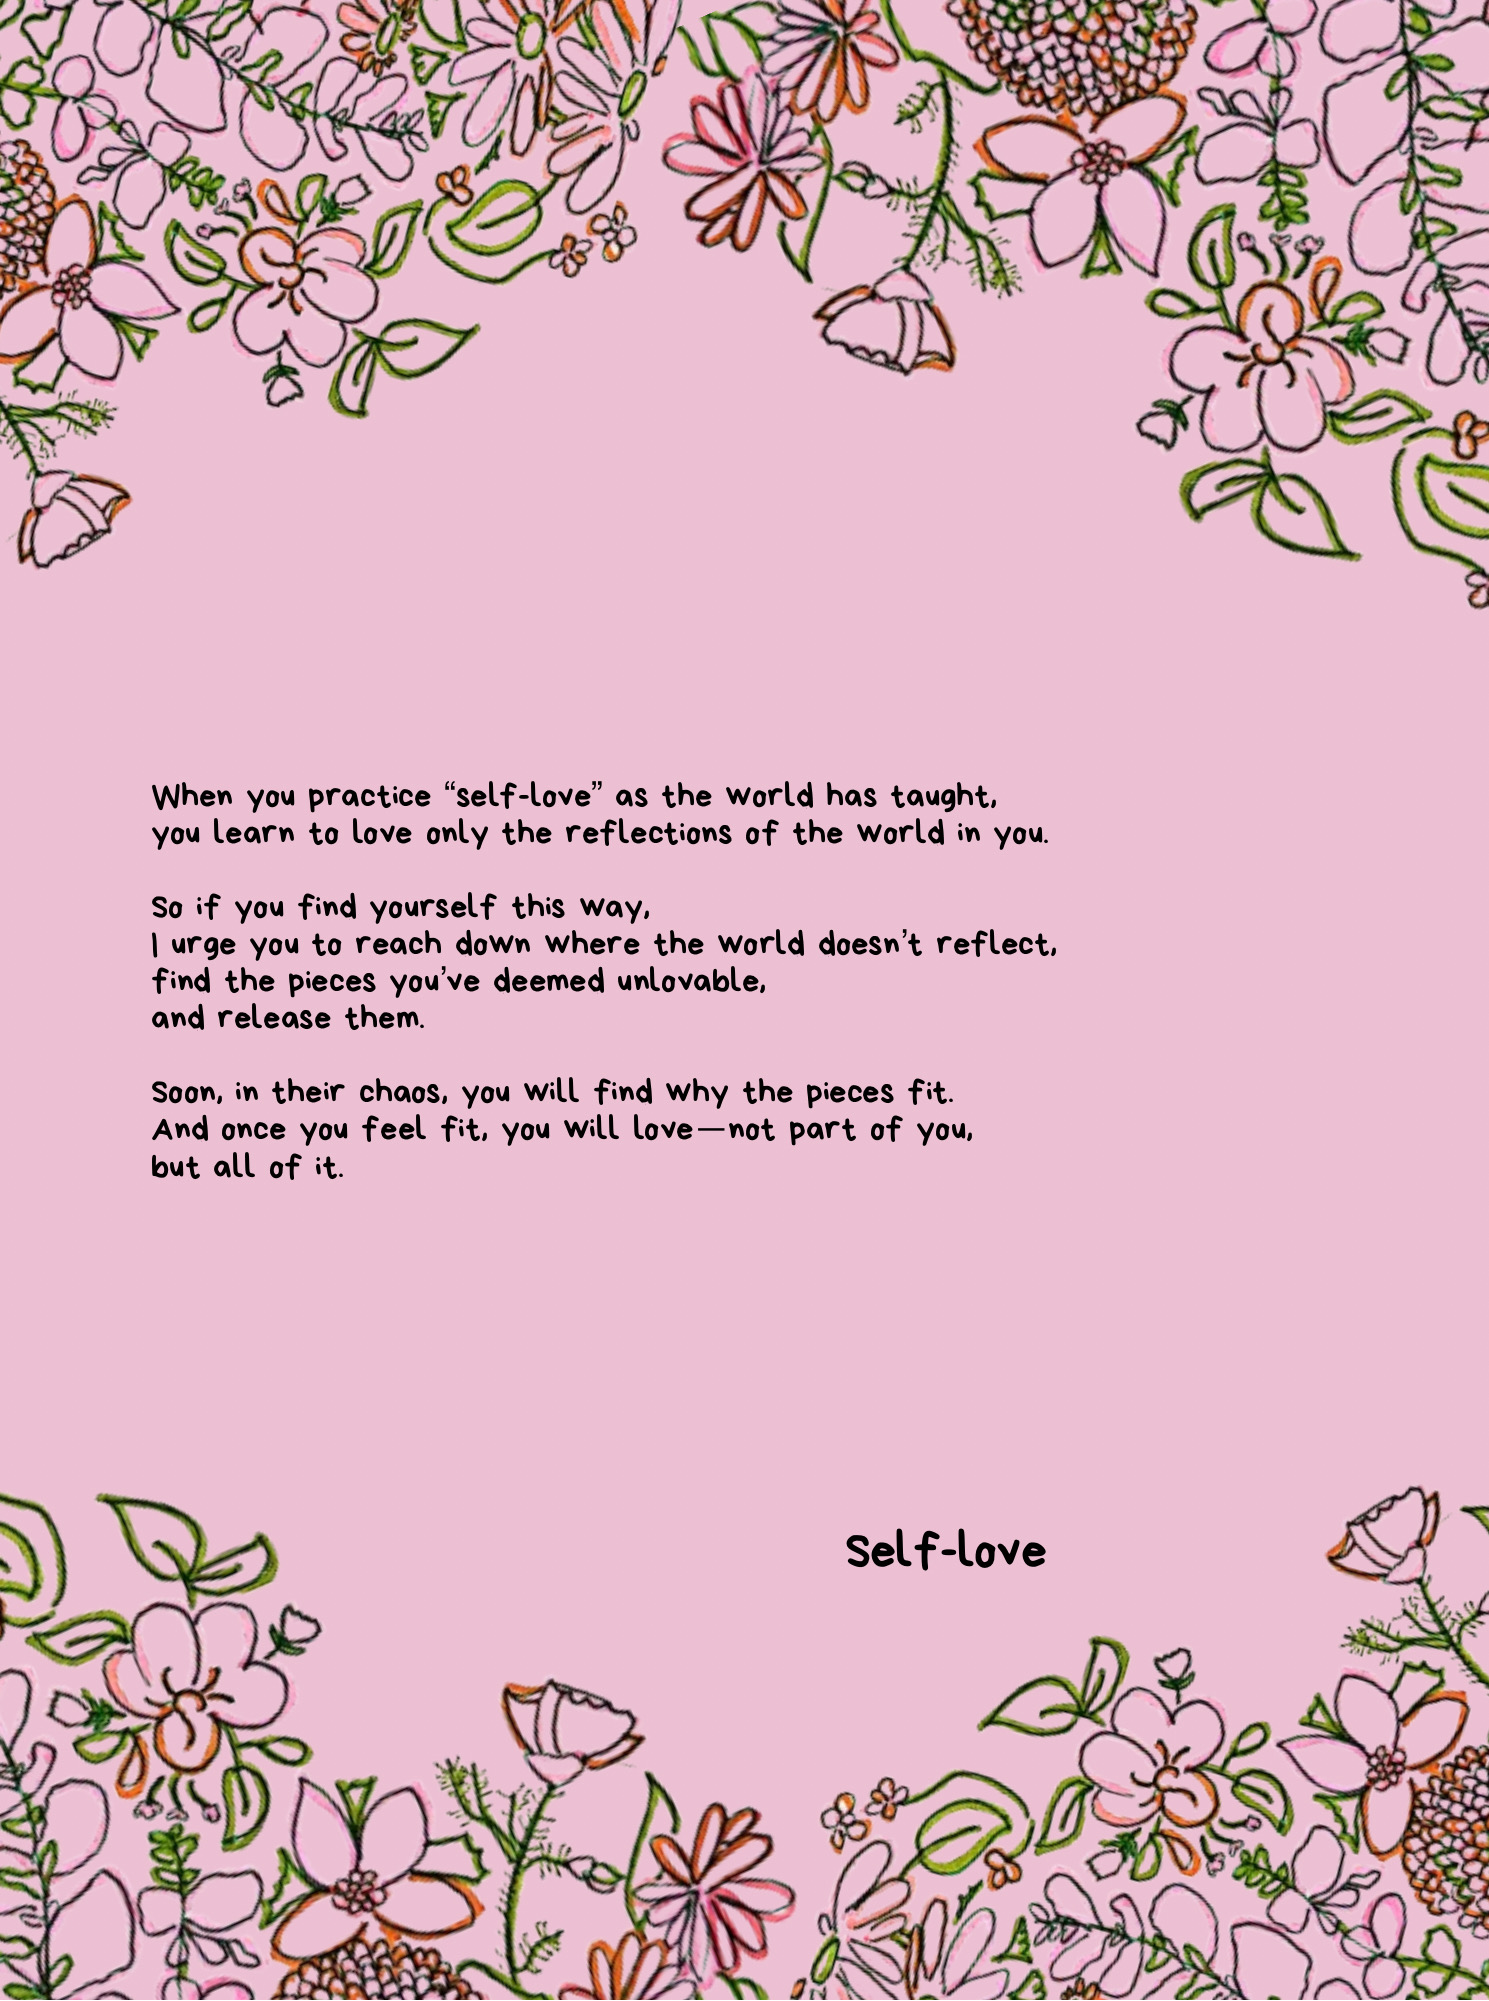 When you practice “self-love” as the world has taught,
you learn to love only the reflections of the world in you.
So if you find yourself this way,
I urge you to reach down where the world doesn’t reflect,
find the pieces you’ve deemed unlovable,
and release them.
Soon, in their chaos, you will find why the pieces fit.
And once you feel fit, you will love—not part of you,
but all of it.
Self-love